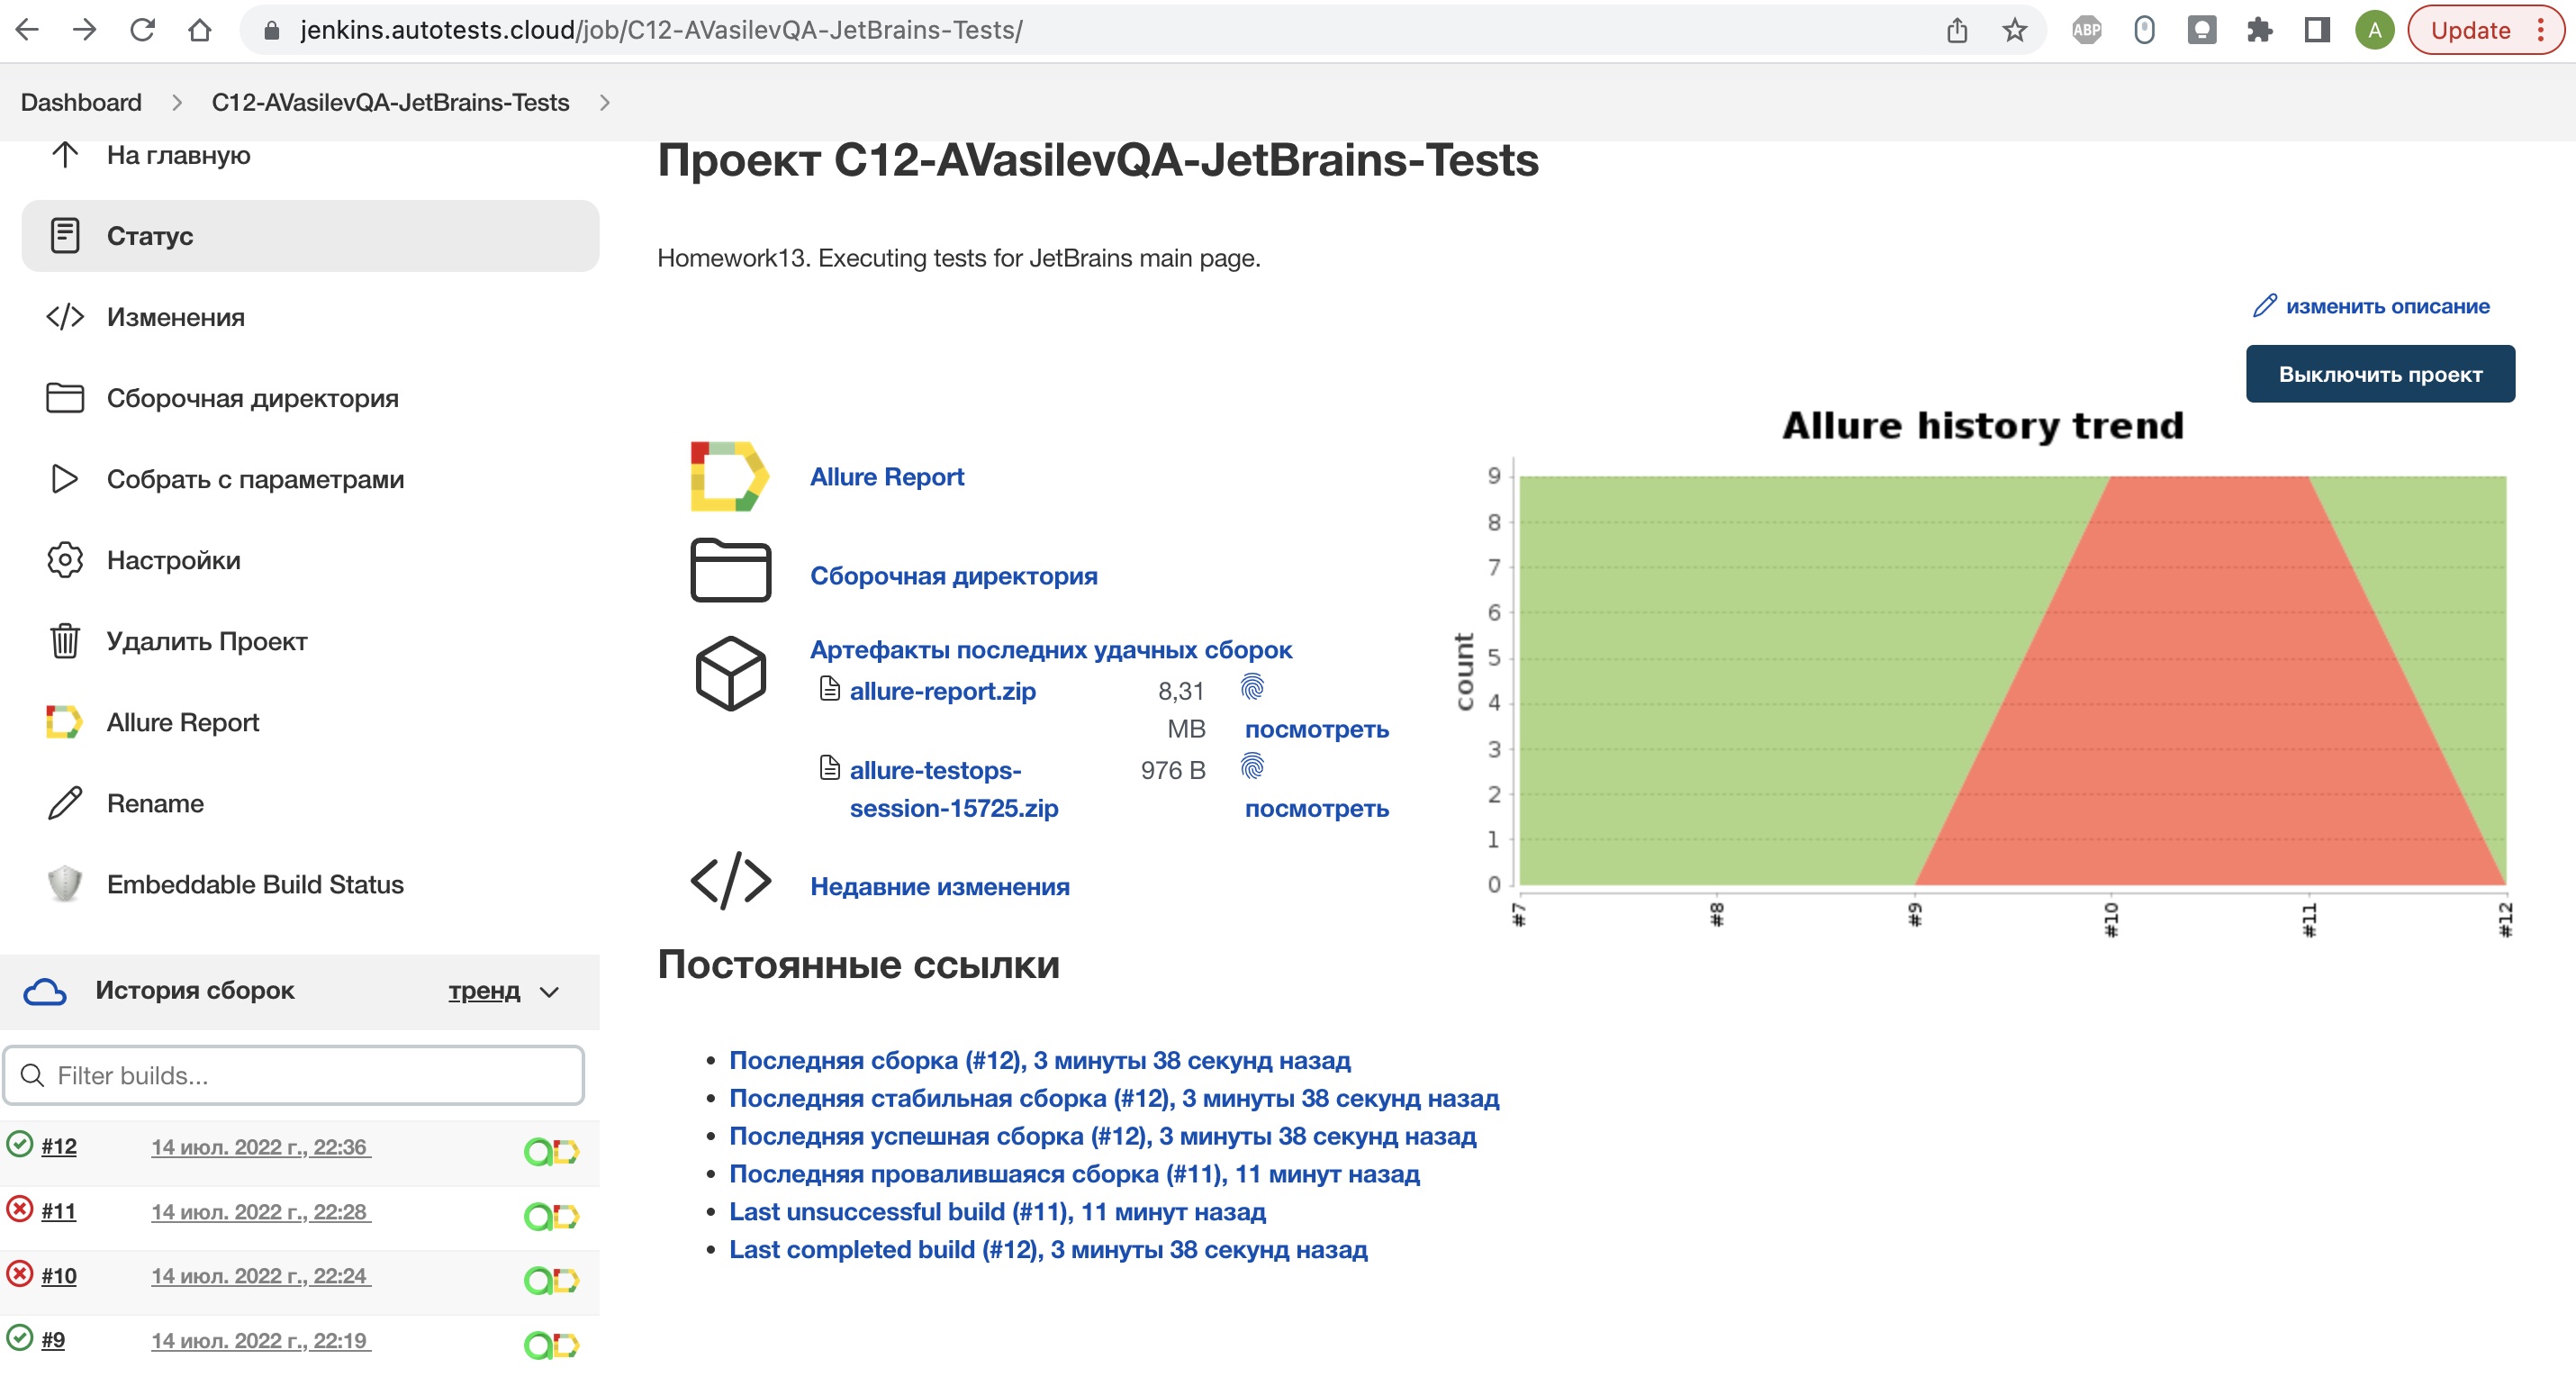 jenkins.autotests.cloud/job/C12-AVasilevQA-JetBrains-Tests/
ABP
A
Update
Dashboard
C12-AVasilevQA-JetBrains-Tests
На главную
Статус
Изменения
Сборочная директория
Собрать с параметрами
Настройки
Удалить Проект
Allure Report
Rename
Embeddable Build Status
История сборок
тренд
Filter builds...
#12 14 июл. 2022 г., 22:36
#11 14 июл. 2022 г., 22:28
#10 14 июл. 2022 г., 22:24
#9 14 июл. 2022 г., 22:19
Проект C12-AVasilevQA-JetBrains-Tests
Homework13. Executing tests for JetBrains main page.
изменить описание
Выключить проект
Allure Report
Сборочная директория
Артефакты последних удачных сборок
allure-report.zip 8,31
MB посмотреть
allure-testops- 976 B
session-15725.zip посмотреть
Недавние изменения
Allure history trend
count
9
8
7
6
5
4
3
2
1
0
#7 #8 #9 #10 #11 #12
Постоянные ссылки
Последняя сборка (#12), 3 минуты 38 секунд назад
Последняя стабильная сборка (#12), 3 минуты 38 секунд назад
Последняя успешная сборка (#12), 3 минуты 38 секунд назад
Последняя провалившаяся сборка (#11), 11 минут назад
Last unsuccessful build (#11), 11 минут назад
Last completed build (#12), 3 минуты 38 секунд назад